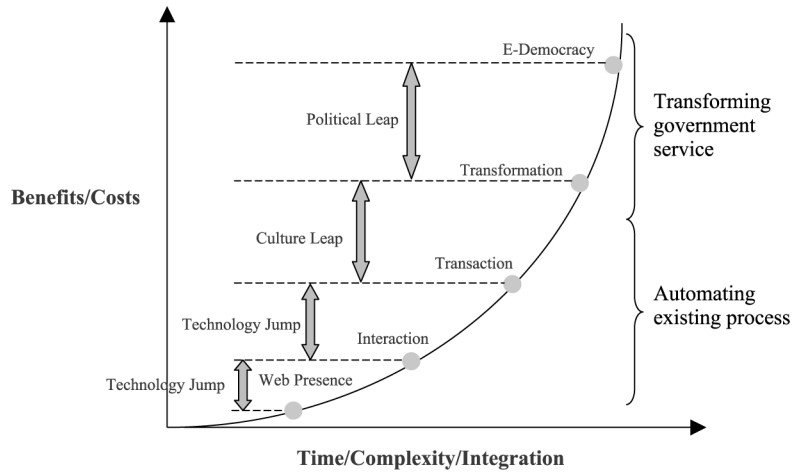 E-Democracy
Political Leap
Transforming
government
service
Transformation
Benefits/Costs
Culture Leap
Transaction
Automating
existing process
Technology Jump
Interaction
Technology Jump
Web Presence
Time/Complexity/Integration